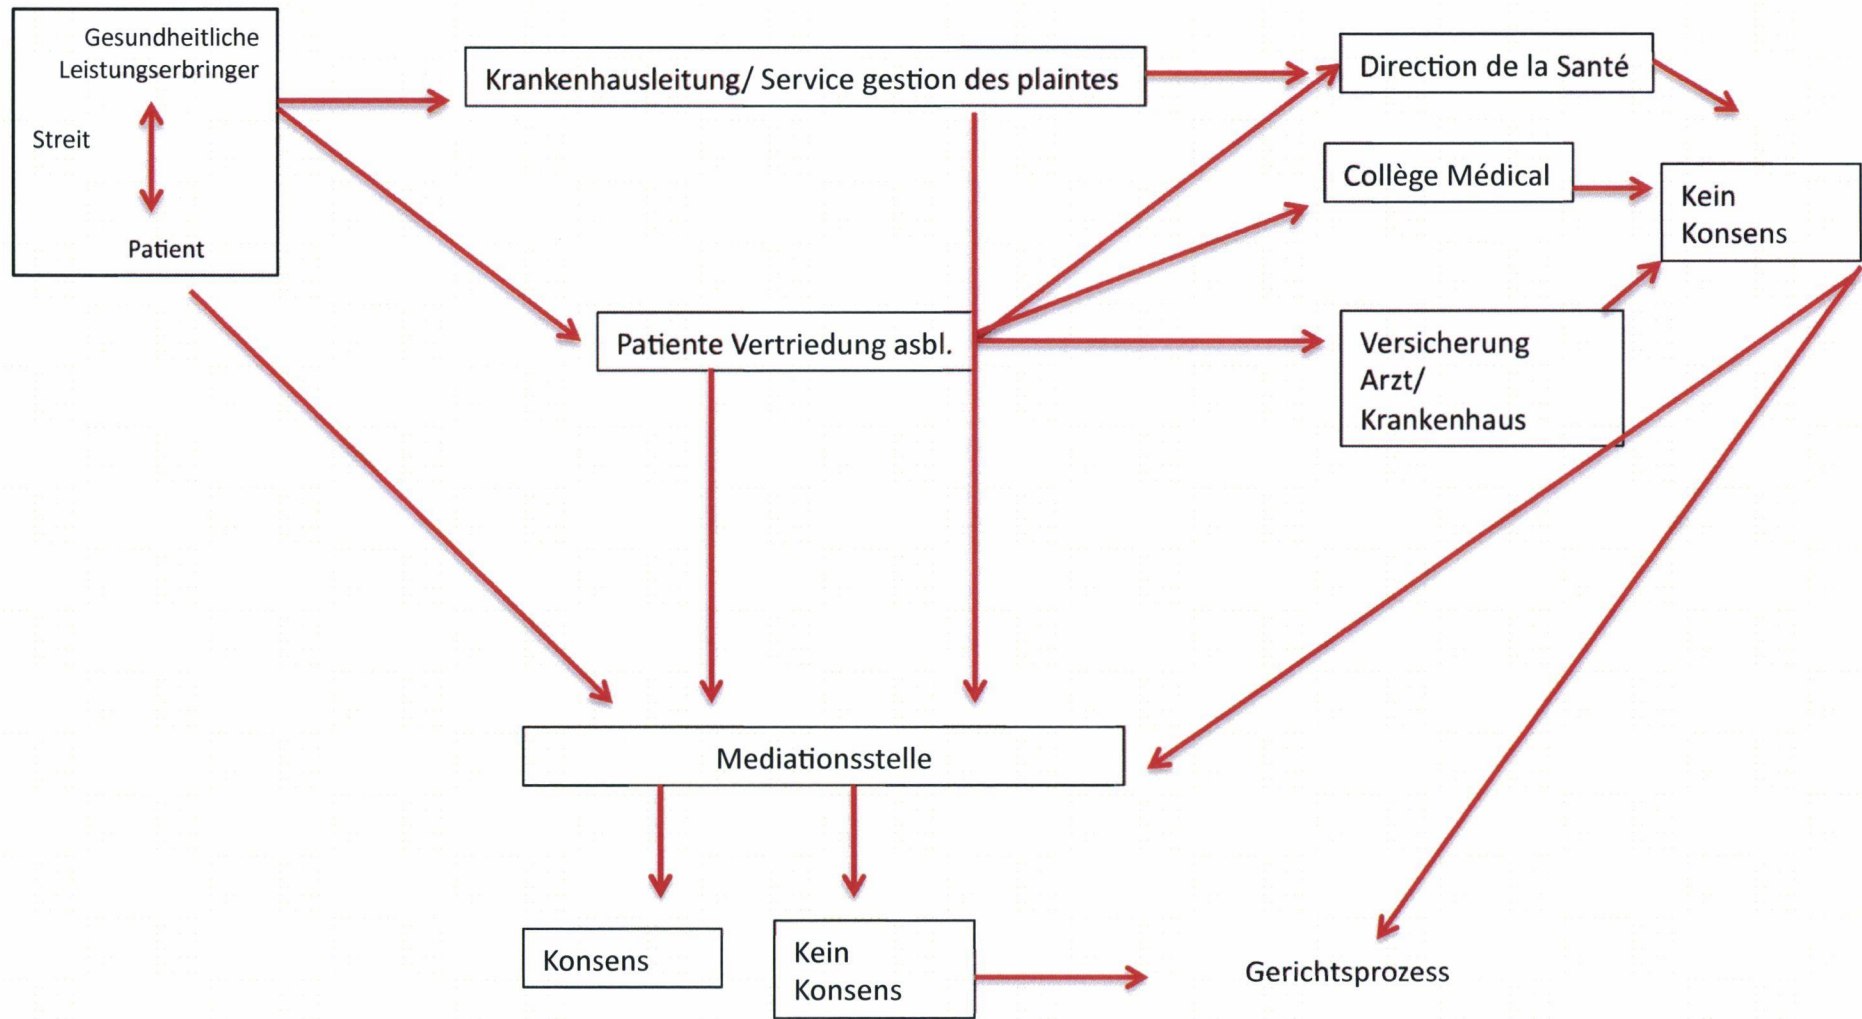 Gesundheitliche
Leistungserbringer
Streit
Patient
Krankenhausleitung/ Service gestion des plaintes
Direction de la Santé
Collège Médical
Kein
Konsens
Patiente Vertriedung asbl.
Versicherung
Arzt/
Krankenhaus
Mediationsstelle
Konsens
Kein
Konsens
Gerichtsprozess